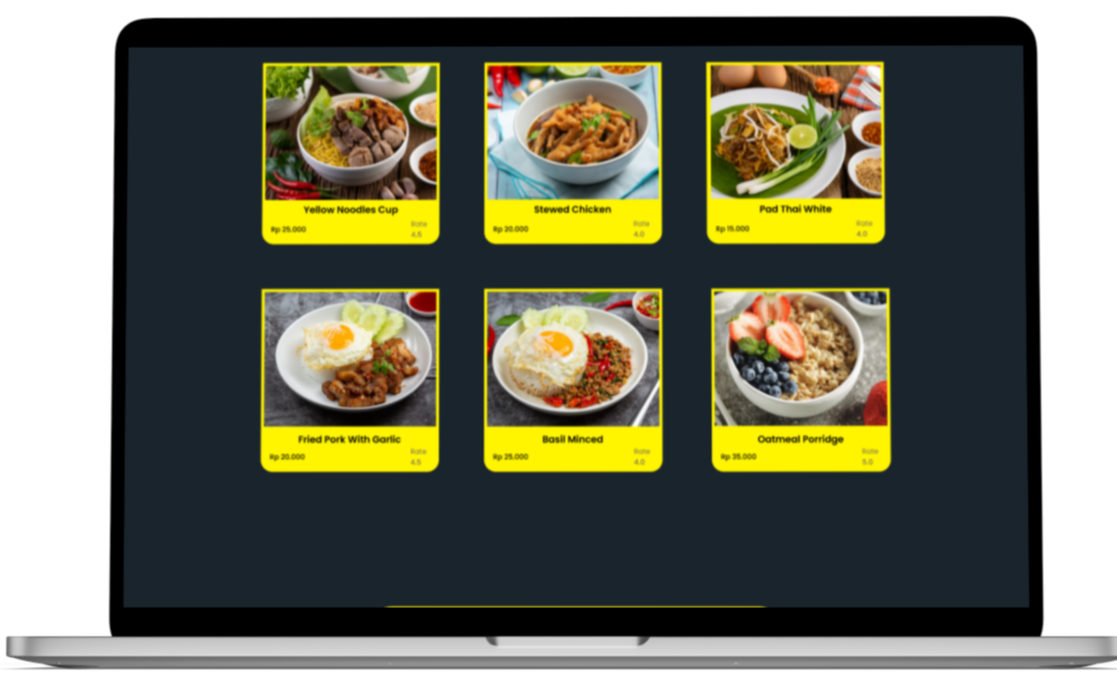 Yellow Noodles Cup
Rp 25.000
Rate
4.5
Stewed Chicken
Rp 30.000
Rate
4.0
Pad Thai White
Rp 15.000
Rate
4.0
Fried Pork With Garlic
Rp 20.000
Rate
4.5
Basil Minced
Rp 25.000
Rate
4.0
Oatmeal Porridge
Rp 35.000
Rate
5.0